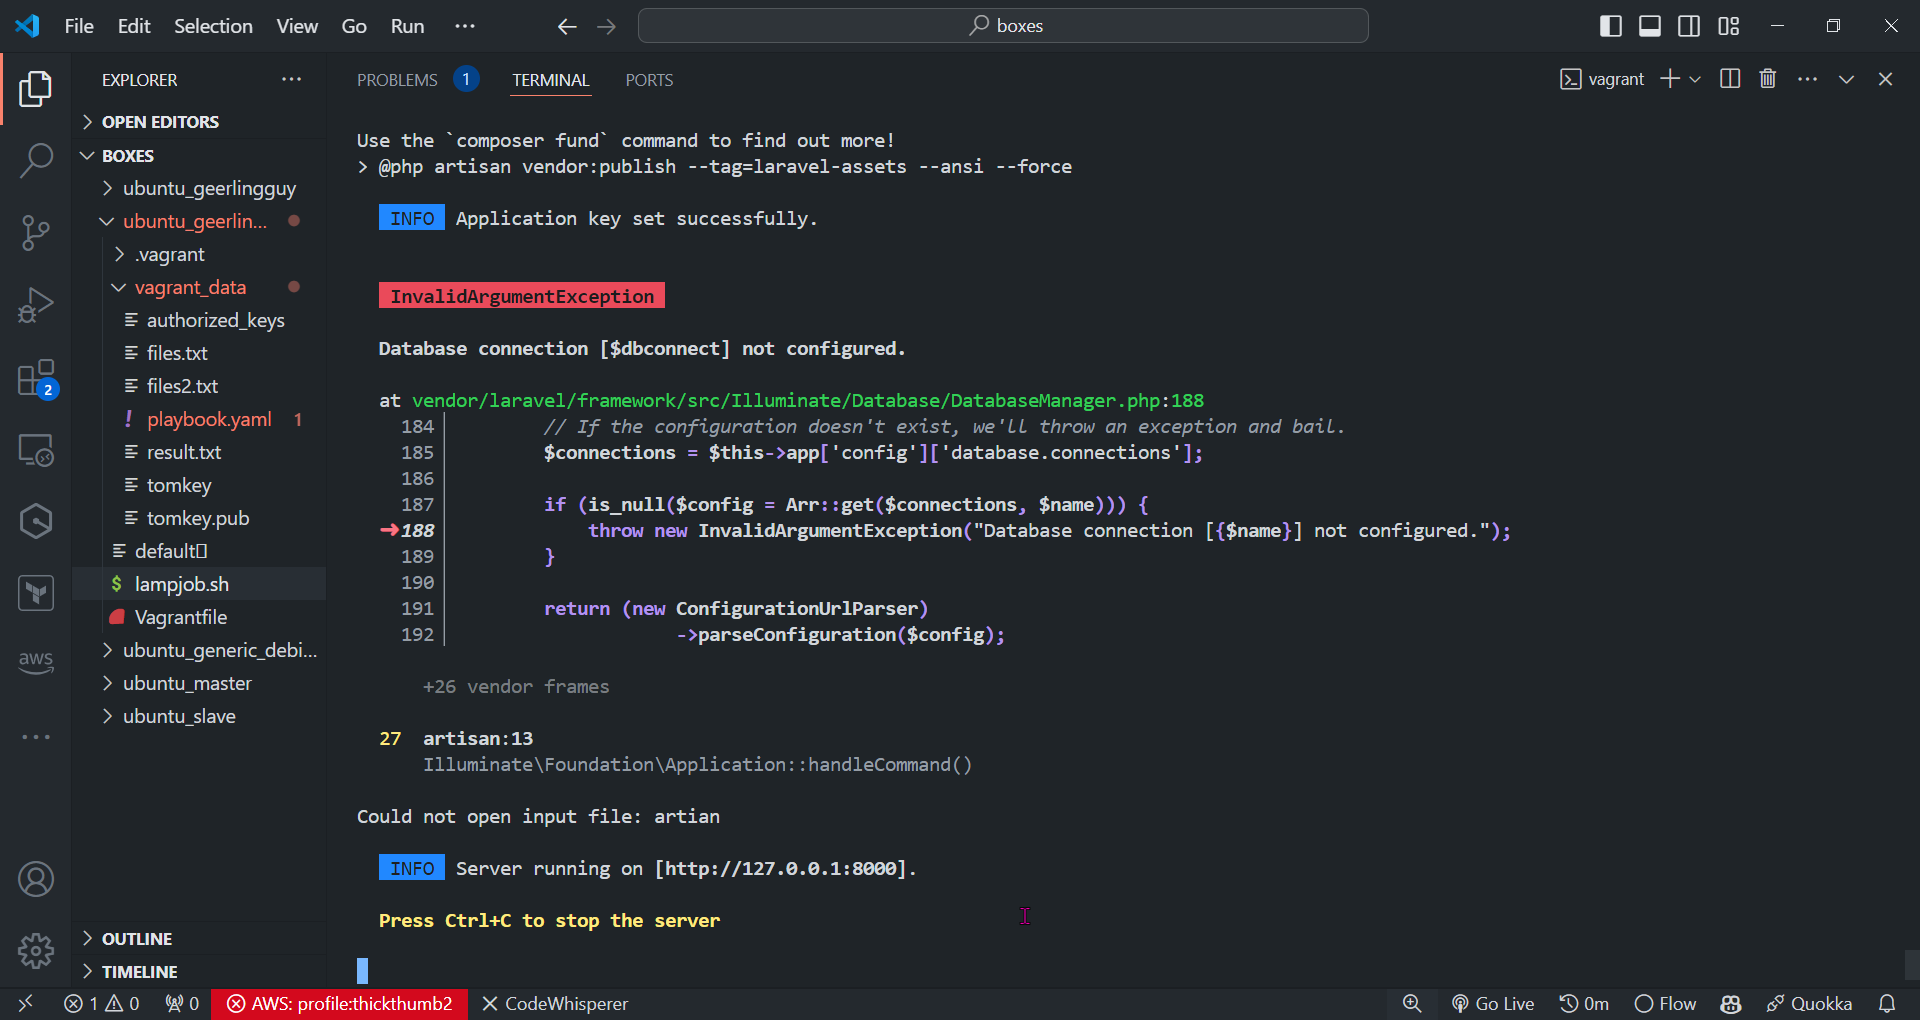 File Edit Selection View Go Run ··· boxes
EXPLORER ···
OPEN EDITORS
BOXES
ubuntu_geerlingguy
ubuntu_geerlin...
.vagrant
vagrant_data
authorized_keys
files.txt
files2.txt
! playbook.yaml 1
result.txt
tomkey
tomkey.pub
default▯
$ lampjob.sh
Vagrantfile
ubuntu_generic_debi...
ubuntu_master
ubuntu_slave
OUTLINE
TIMELINE
2
aws
PROBLEMS 1 TERMINAL PORTS vagrant
Use the `composer fund` command to find out more!
> @php artisan vendor:publish --tag=laravel-assets --ansi --force
INFO Application key set successfully.
InvalidArgumentException
Database connection [$dbconnect] not configured.
at vendor/laravel/framework/src/Illuminate/Database/DatabaseManager.php:188
184 // If the configuration doesn't exist, we'll throw an exception and bail.
185 $connections = $this->app['config']['database.connections'];
186
187 if (is_null($config = Arr::get($connections, $name))) {
➜188 throw new InvalidArgumentException("Database connection [{$name}] not configured.");
189 }
190
191 return (new ConfigurationUrlParser)
192 ->parseConfiguration($config);
+26 vendor frames
27 artisan:13
Illuminate\Foundation\Application::handleCommand()
Could not open input file: artian
INFO Server running on [http://127.0.0.1:8000].
Press Ctrl+C to stop the server
1 0 0 AWS: profile:thickthumb2 CodeWhisperer Go Live 0m Flow Quokka